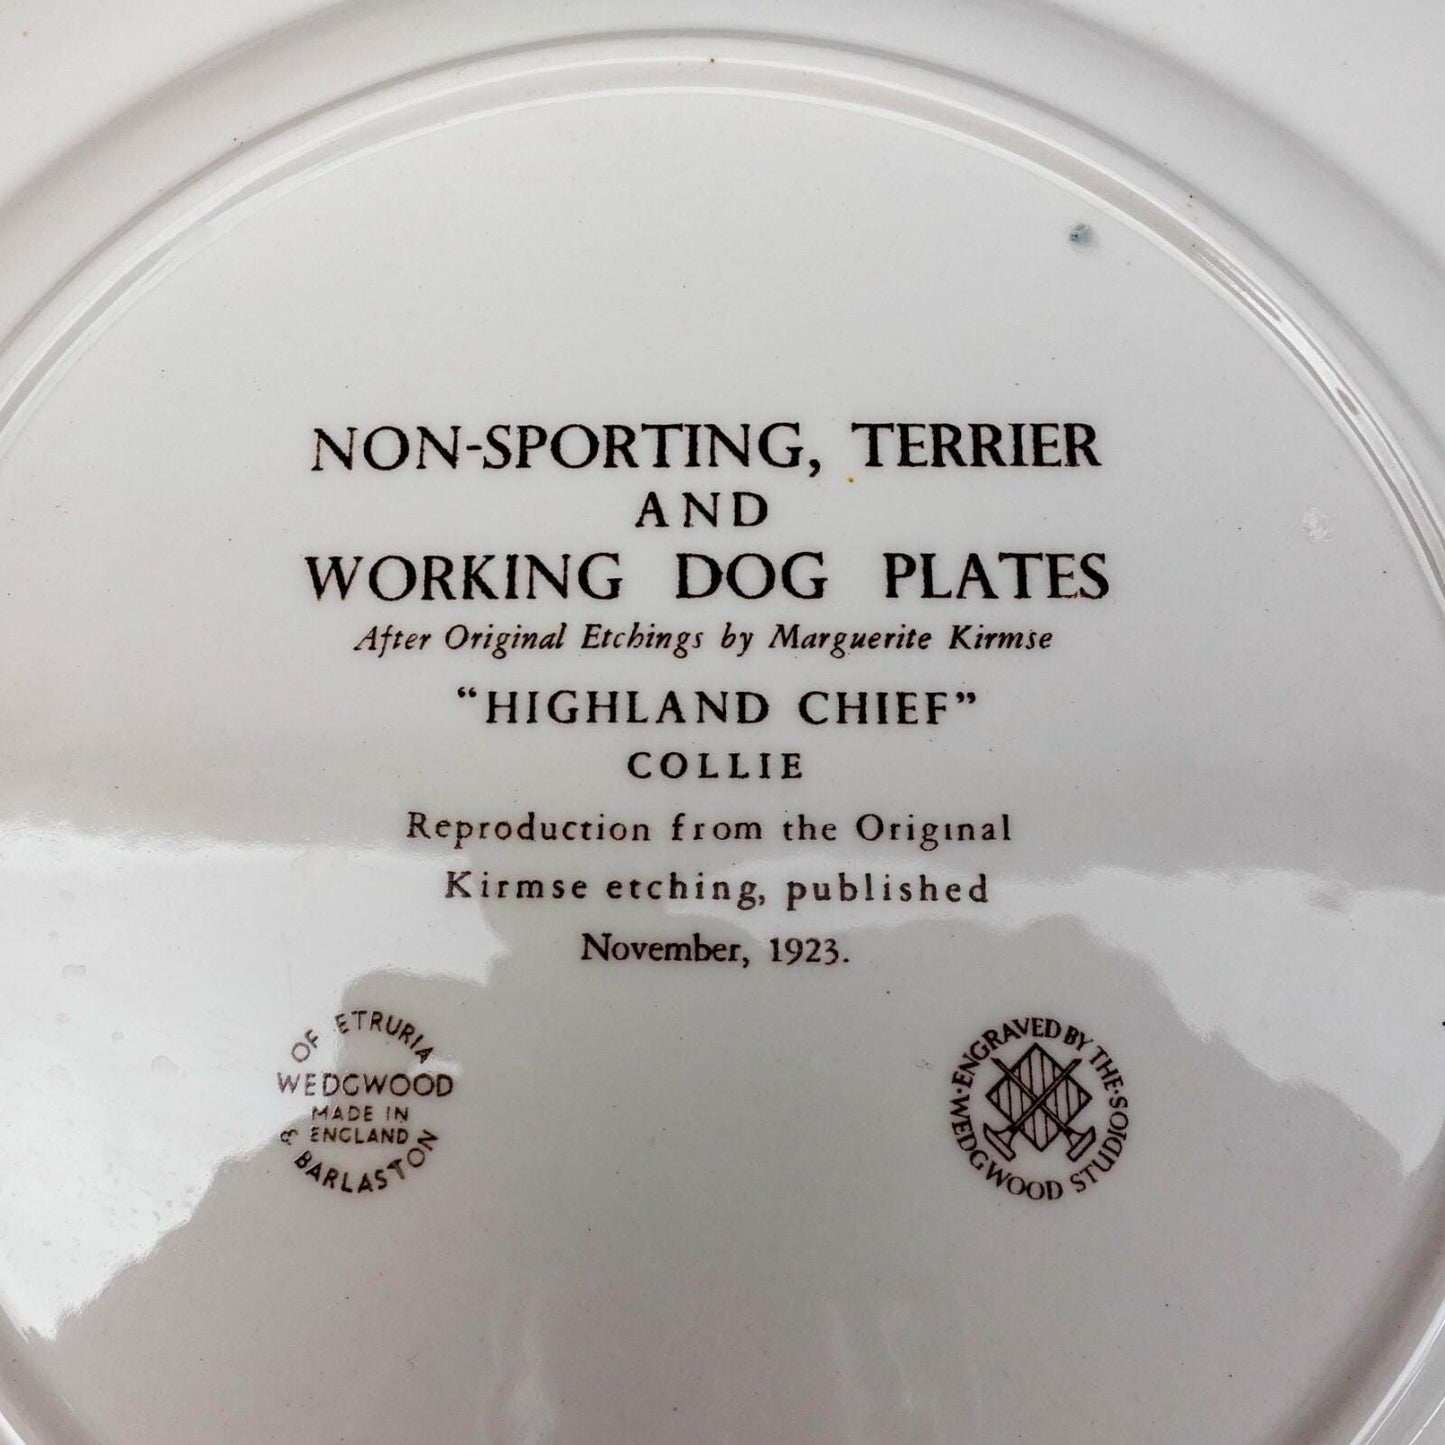 NON-SPORTING, TERRIER
AND
WORKING DOG PLATES
After Original Etchings by Marguerite Kirmse
"HIGHLAND CHIEF"
COLLIE
Reproduction from the Original
Kirmse etching, published
November, 1923.
OF ETRURIA
WEDGWOOD
MADE IN
ENGLAND
& BARLASTON
ENGRAVED BY THE·STUDIOS
WEDGWOOD